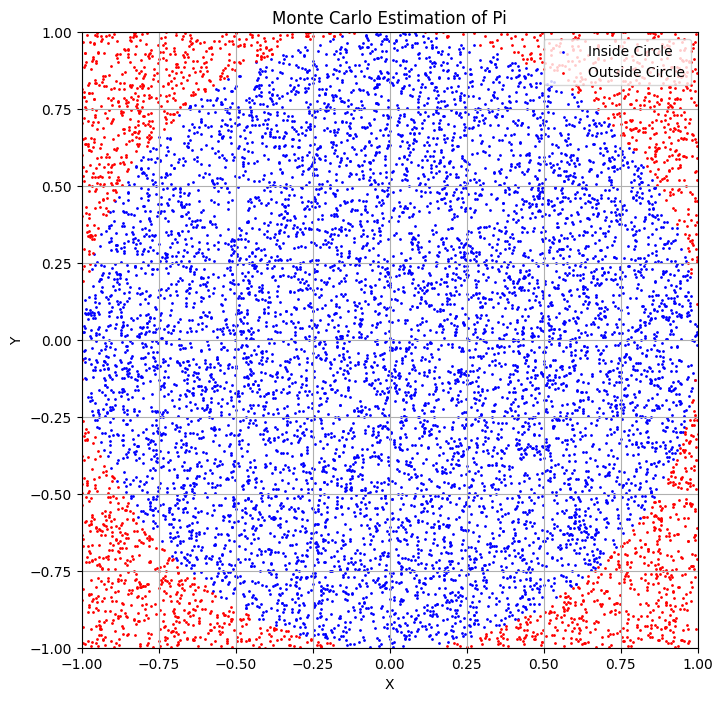 Monte Carlo Estimation of Pi
Inside Circle
Outside Circle
1.00
0.75
0.50
0.25
0.00
−0.25
−0.50
−0.75
−1.00
Y
−1.00 −0.75 −0.50 −0.25 0.00 0.25 0.50 0.75 1.00
X